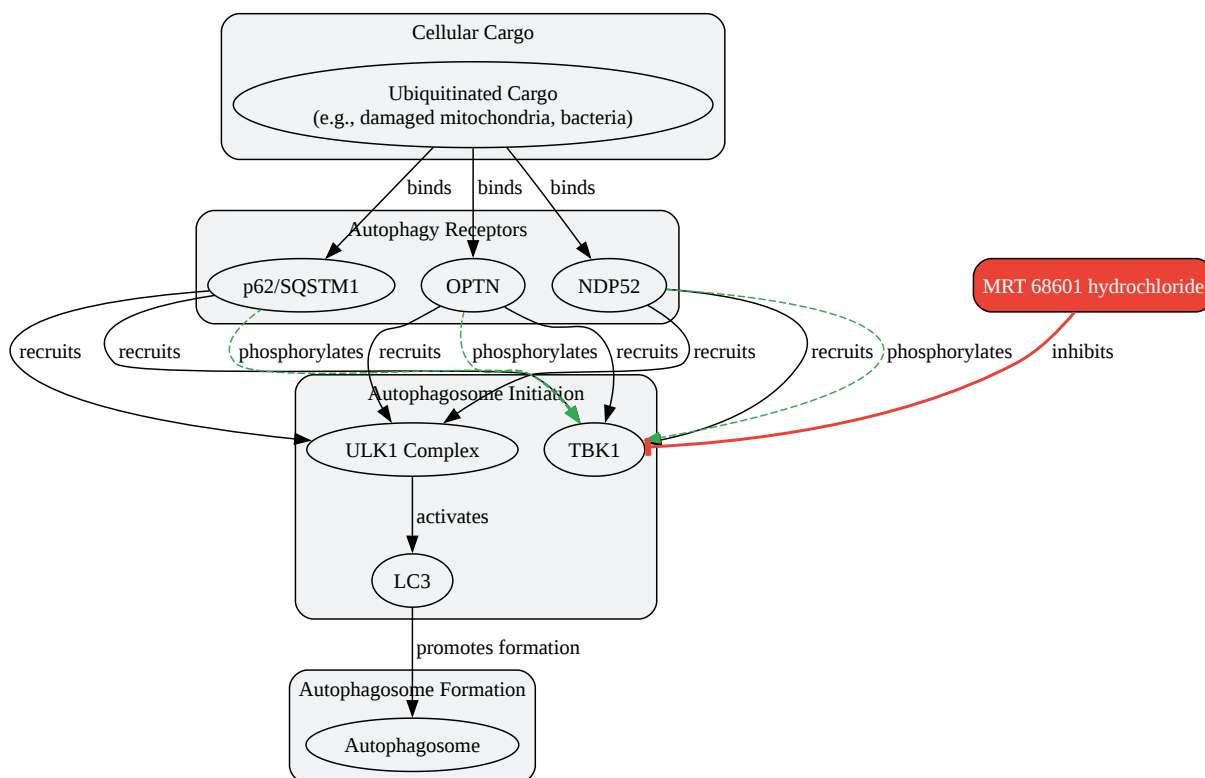 Cellular Cargo
Ubiquitinated Cargo
(e.g., damaged mitochondria, bacteria)
binds
binds
binds
Autophagy Receptors
p62/SQSTM1
OPTN
NDP52
MRT 68601 hydrochloride
recruits
recruits
phosphorylates
recruits
phosphorylates
recruits
recruits
recruits
phosphorylates
inhibits
Autophagosome Initiation
ULK1 Complex
TBK1
activates
LC3
promotes formation
Autophagosome Formation
Autophagosome